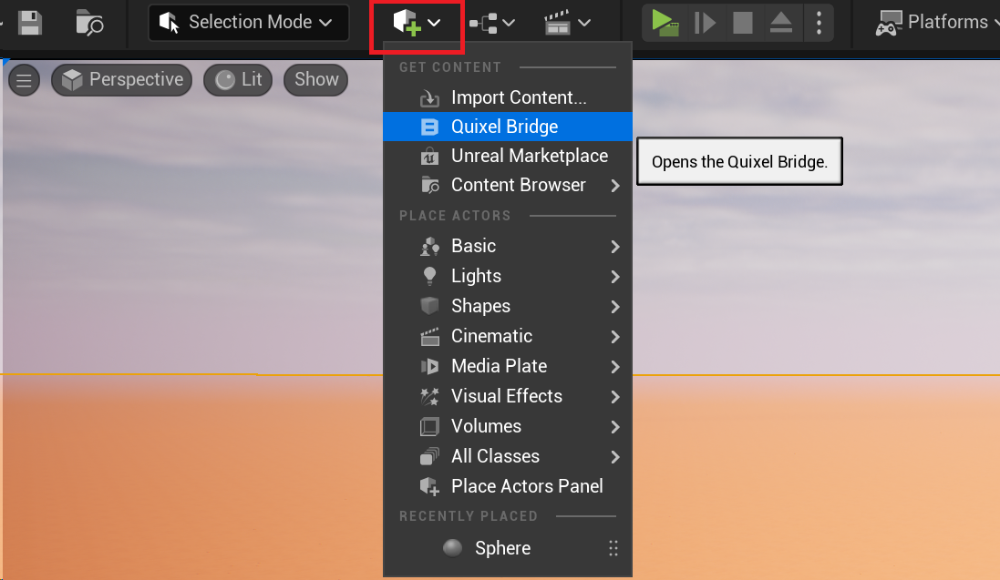 Selection Mode
Platforms
Perspective
Lit
Show
GET CONTENT
Import Content...
Quixel Bridge
Opens the Quixel Bridge.
Unreal Marketplace
Content Browser
PLACE ACTORS
Basic
Lights
Shapes
Cinematic
Media Plate
Visual Effects
Volumes
All Classes
Place Actors Panel
RECENTLY PLACED
Sphere